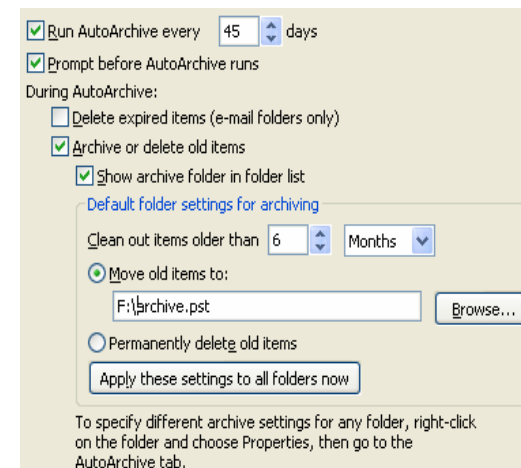 Run AutoArchive every 45 days
Prompt before AutoArchive runs
During AutoArchive:
Delete expired items (e-mail folders only)
Archive or delete old items
Show archive folder in folder list
Default folder settings for archiving
Clean out items older than 6 Months
Move old items to:
F:\archive.pst Browse...
Permanently delete old items
Apply these settings to all folders now
To specify different archive settings for any folder, right-click
on the folder and choose Properties, then go to the
AutoArchive tab.